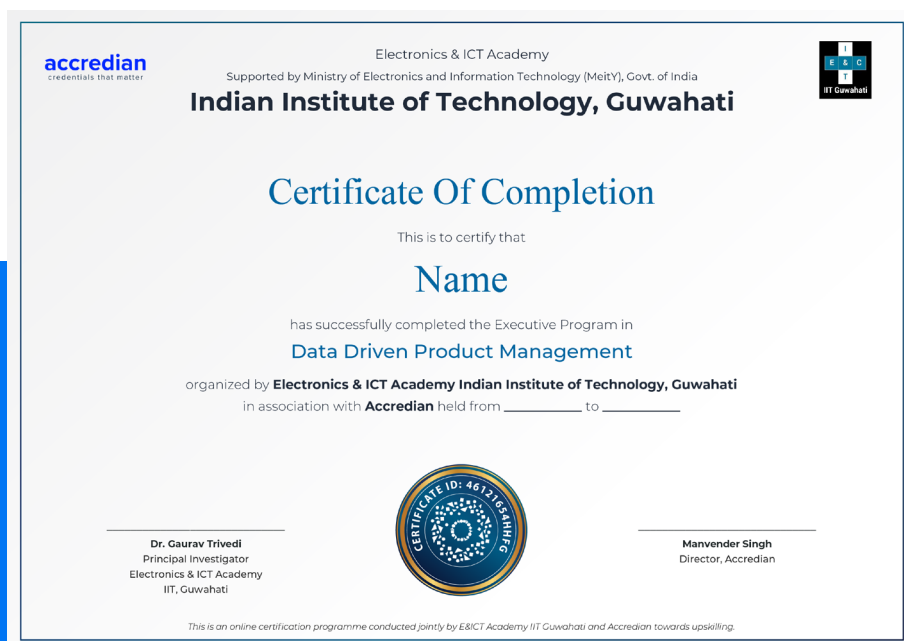 accredian
credentials that matter
Electronics & ICT Academy
Supported by Ministry of Electronics and Information Technology (MeitY), Govt. of India
Indian Institute of Technology, Guwahati
I
E & C
T
IIT Guwahati
Certificate Of Completion
This is to certify that
Name
has successfully completed the Executive Program in
Data Driven Product Management
organized by Electronics & ICT Academy Indian Institute of Technology, Guwahati
in association with Accredian held from ____________ to ____________
CERTIFICATE ID: 46121654HHFG
Dr. Gaurav Trivedi
Principal Investigator
Electronics & ICT Academy
IIT, Guwahati
Manvender Singh
Director, Accredian
This is an online certification programme conducted jointly by E&ICT Academy IIT Guwahati and Accredian towards upskilling.